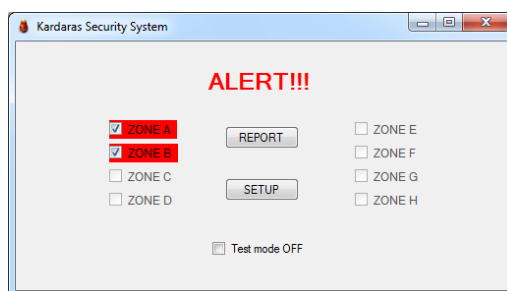 Kardaras Security System
ALERT!!!
ZONE A
ZONE B
ZONE C
ZONE D
REPORT
SETUP
ZONE E
ZONE F
ZONE G
ZONE H
Test mode OFF